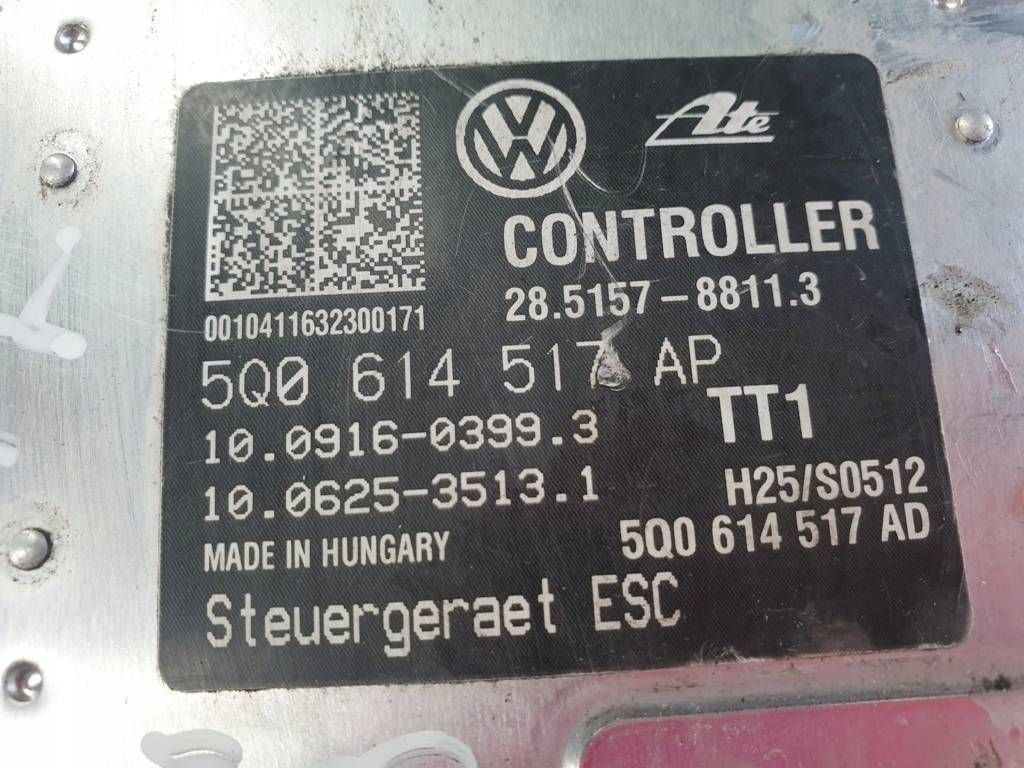 Ate
CONTROLLER
28.5157-8811.3
0010411632300171
5Q0 614 517 AP
TT1
10.0916-0399.3
10.0625-3513.1
H25/S0512
MADE IN HUNGARY
5Q0 614 517 AD
Steuergeraet ESC